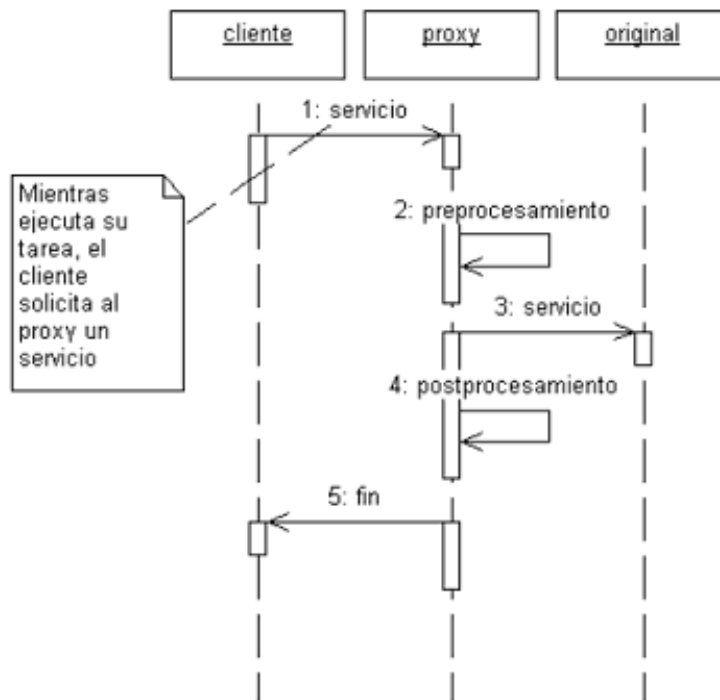 cliente
proxy
original
1: servicio
Mientras
ejecuta su
tarea, el
cliente
solicita al
proxy un
servicio
2: preprocesamiento
3: servicio
4: postprocesamiento
5: fin